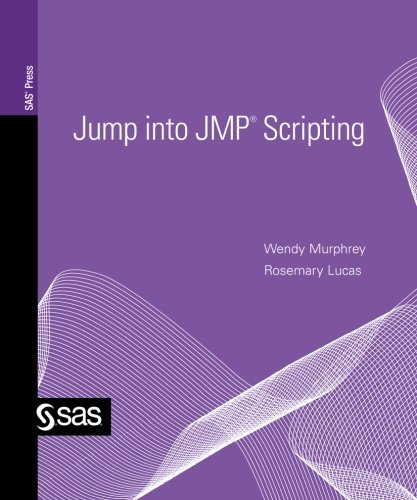 SAS® Press
Jump into JMP® Scripting
Wendy Murphrey
Rosemary Lucas
sas